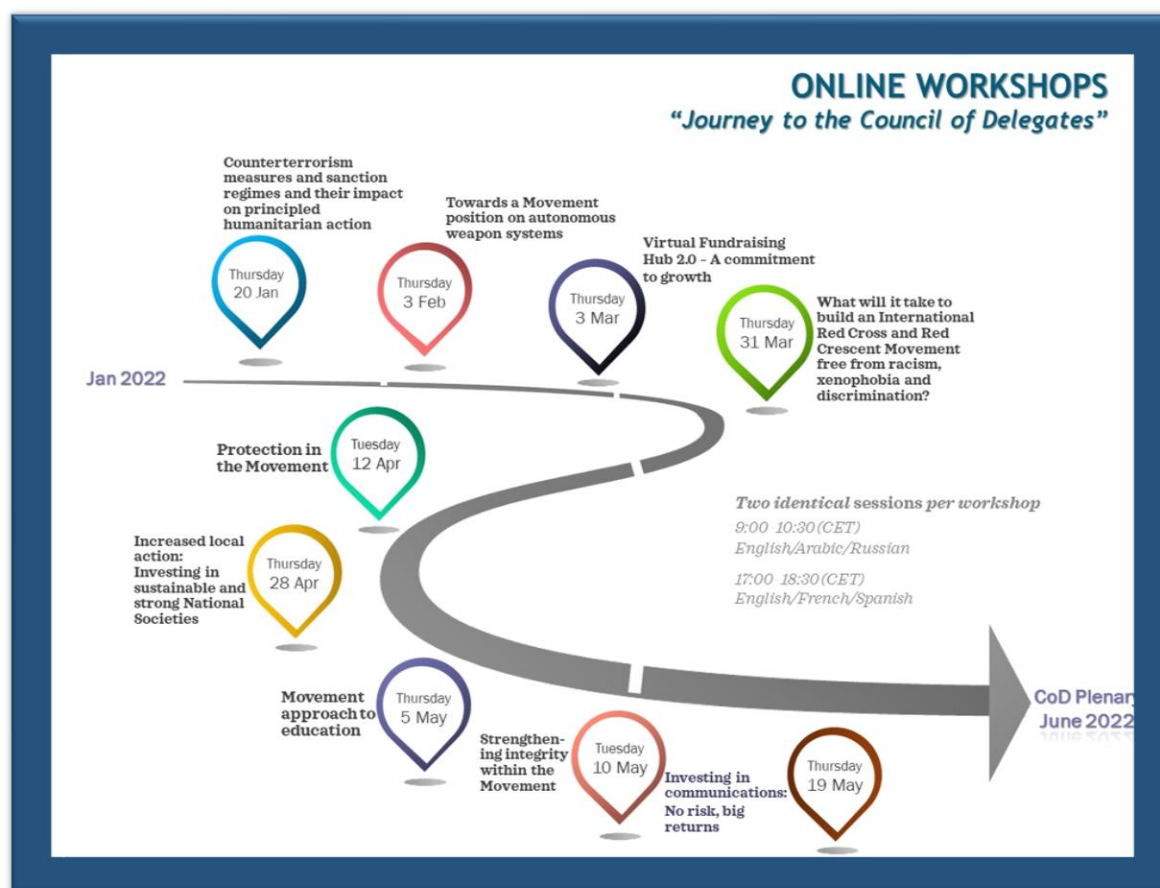 ONLINE WORKSHOPS
“Journey to the Council of Delegates”
Counterterrorism
measures and sanction
regimes and their impact
on principled
humanitarian action
Thursday
20 Jan
Towards a Movement
position on autonomous
weapon systems
Thursday
3 Feb
Virtual Fundraising
Hub 2.0 – A commitment
to growth
Thursday
3 Mar
What will it take to
build an International
Red Cross and Red
Crescent Movement
free from racism,
xenophobia and
discrimination?
Thursday
31 Mar
Jan 2022
Protection in
the Movement
Tuesday
12 Apr
Increased local
action:
Investing in
sustainable and
strong National
Societies
Thursday
28 Apr
Two identical sessions per workshop
9:00 10:30 (CET)
English/Arabic/Russian
17:00 18:30 (CET)
English/French/Spanish
Movement
approach to
education
Thursday
5 May
Strengthen-
ing integrity
within the
Movement
Tuesday
10 May
Investing in
communications:
No risk, big
returns
Thursday
19 May
CoD Plenary
June 2022